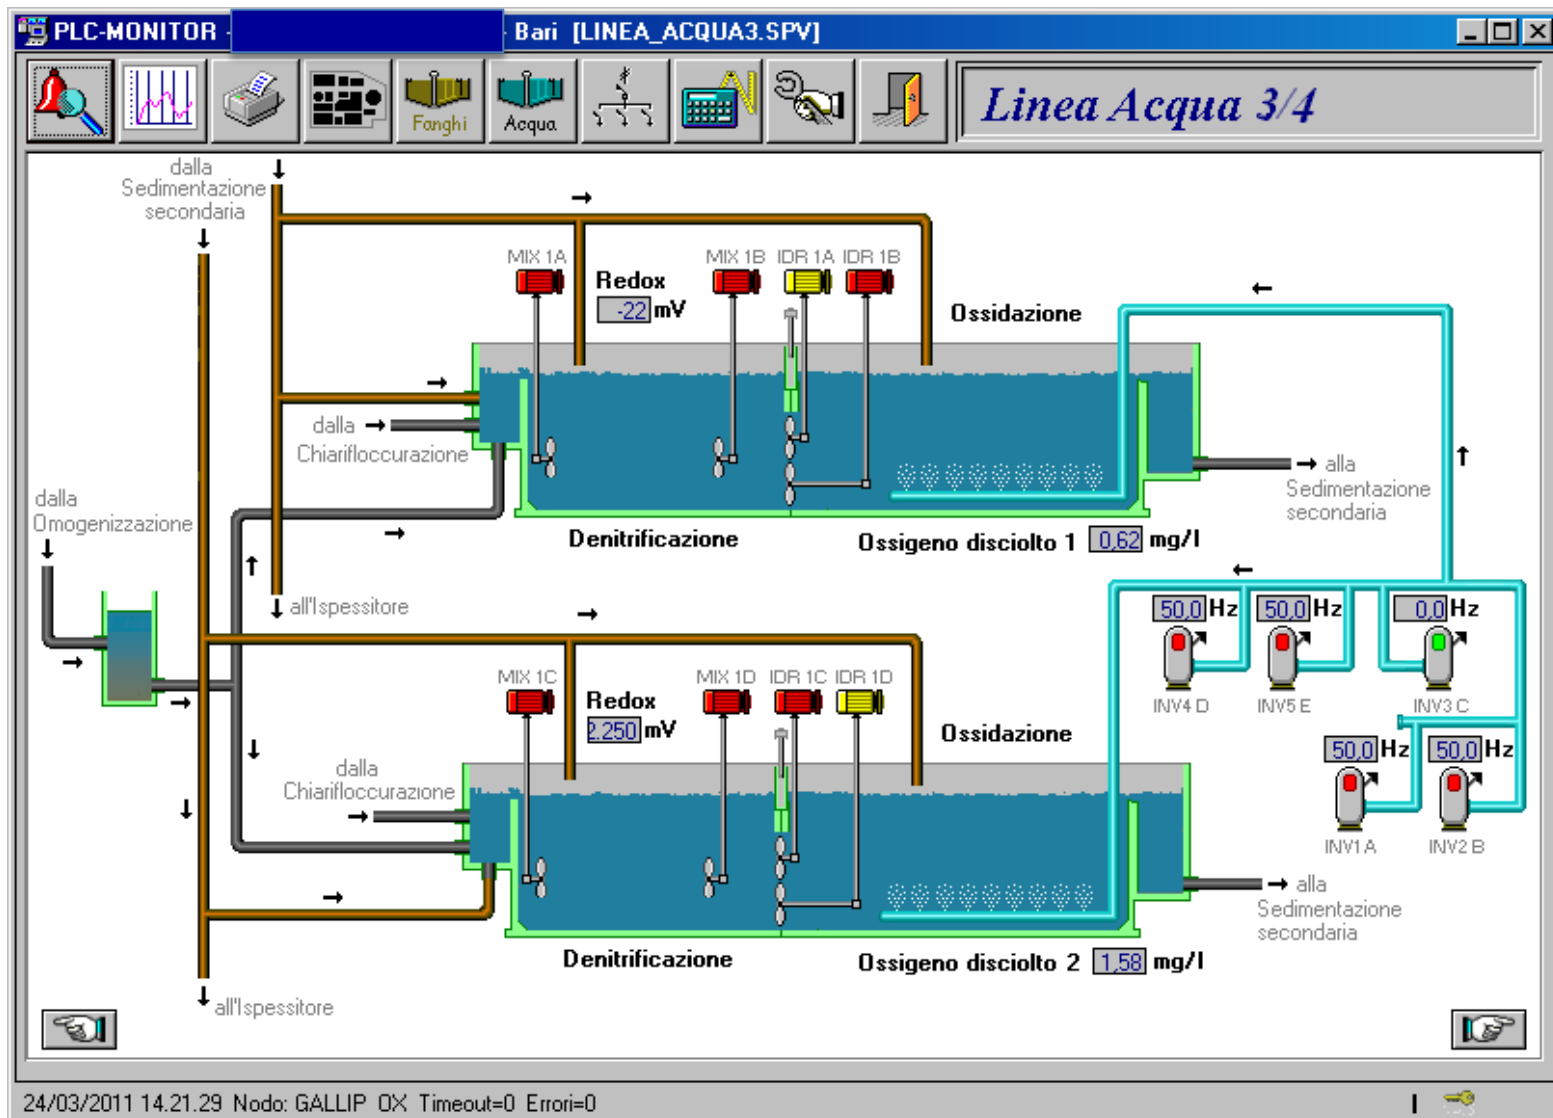 PLC-MONITOR -
- Bari [LINEA_ACQUA3.SPV]
Fanghi
Acqua
Linea Acqua 3/4
dalla
Sedimentazione
secondaria
MIX 1A
Redox
-22 mV
MIX 1B
IDR 1A
IDR 1B
Ossidazione
dalla
Chiarifloccurazione
alla
Sedimentazione
secondaria
dalla
Omogenizzazione
Denitrificazione
Ossigeno disciolto 1 0,62 mg/l
all'Ispessitore
50,0 Hz
50,0 Hz
0,0 Hz
INV4 D
INV5 E
INV3 C
MIX 1C
Redox
2.250 mV
MIX 1D
IDR 1C
IDR 1D
Ossidazione
50,0 Hz
50,0 Hz
INV1 A
INV2 B
dalla
Chiarifloccurazione
alla
Sedimentazione
secondaria
Denitrificazione
Ossigeno disciolto 2 1,58 mg/l
all'Ispessitore
24/03/2011 14.21.29 Nodo: GALLIP_OX Timeout=0 Errori=0